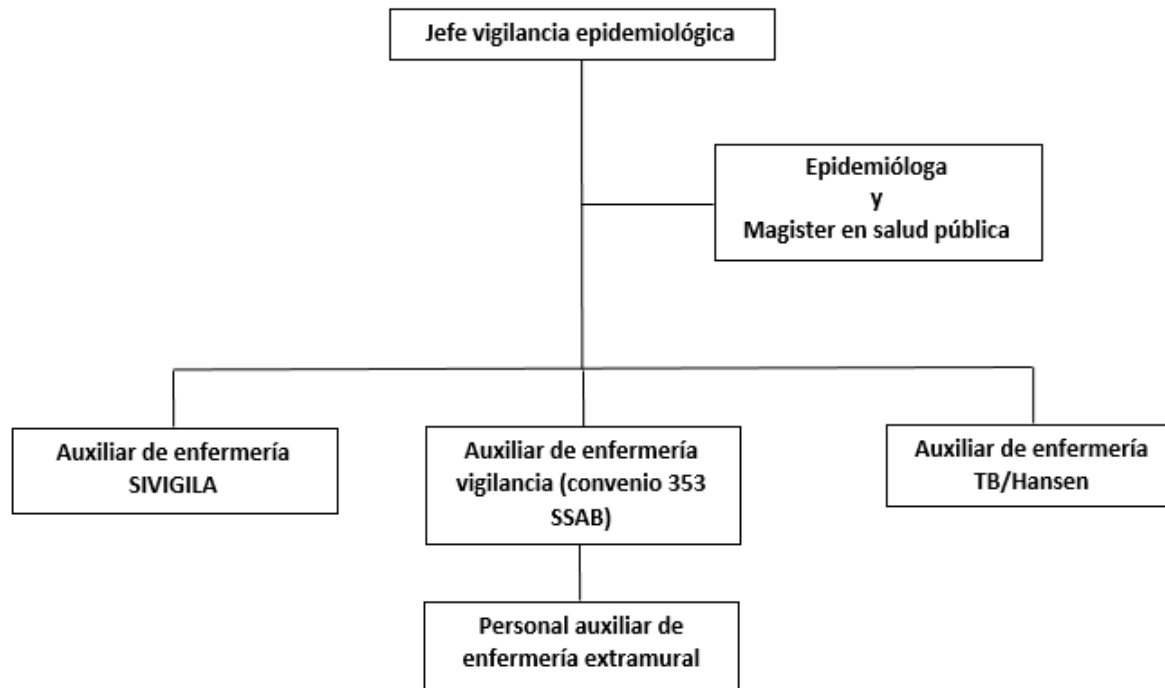 Jefe vigilancia epidemiológica
Epidemióloga
y
Magister en salud pública
Auxiliar de enfermería
SIVIGILA
Auxiliar de enfermería
vigilancia (convenio 353
SSAB)
Auxiliar de enfermería
TB/Hansen
Personal auxiliar de
enfermería extramural